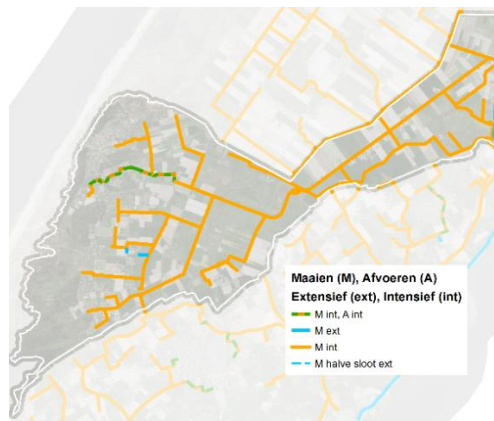 Maaien (M), Afvoeren (A)
Extensief (ext), Intensief (int)
M int, A int
M ext
M int
M halve sloot ext